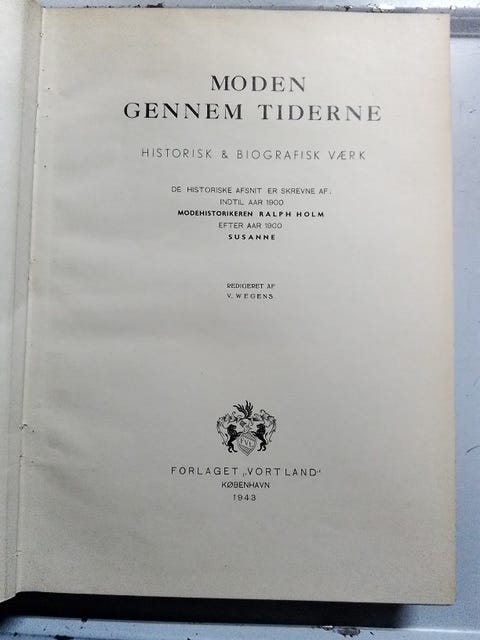 MODEN
GENNEM TIDERNE
HISTORISK & BIOGRAFISK VÆRK
DE HISTORISKE AFSNIT ER SKREVNE AF:
INDTIL AAR 1900
MODEHISTORIKEREN RALPH HOLM
EFTER AAR 1900
SUSANNE
REDIGERET AF
V. WEGENS
FORLAGET „VORT LAND“
KØBENHAVN
1943